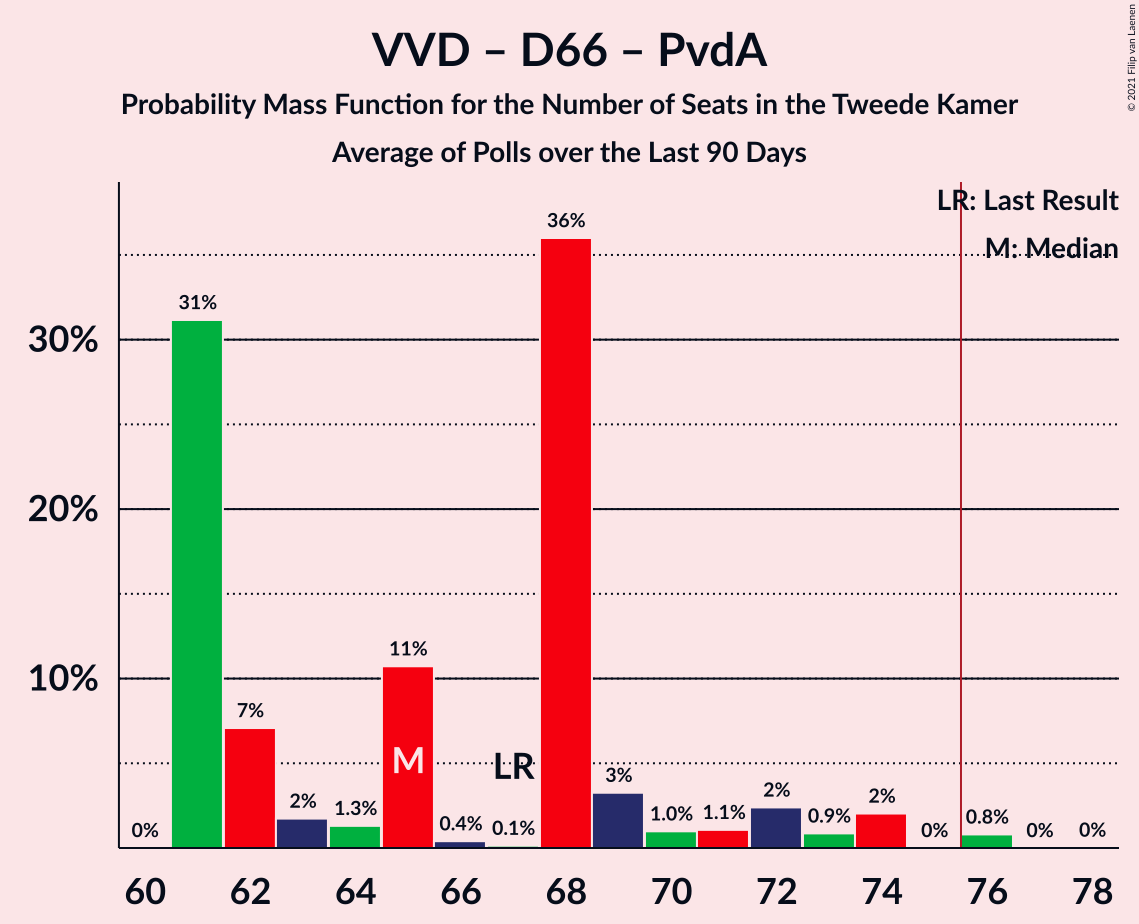 VVD – D66 – PvdA
Probability Mass Function for the Number of Seats in the Tweede Kamer
Average of Polls over the Last 90 Days
© 2021 Filip van Laenen
LR: Last Result
M: Median
30%
20%
10%
0%
31%
7%
2%
1.3%
11%
0.4%
0.1%
36%
3%
1.0%
1.1%
2%
0.9%
2%
0%
0.8%
0%
0%
M
LR
60 62 64 66 68 70 72 74 76 78